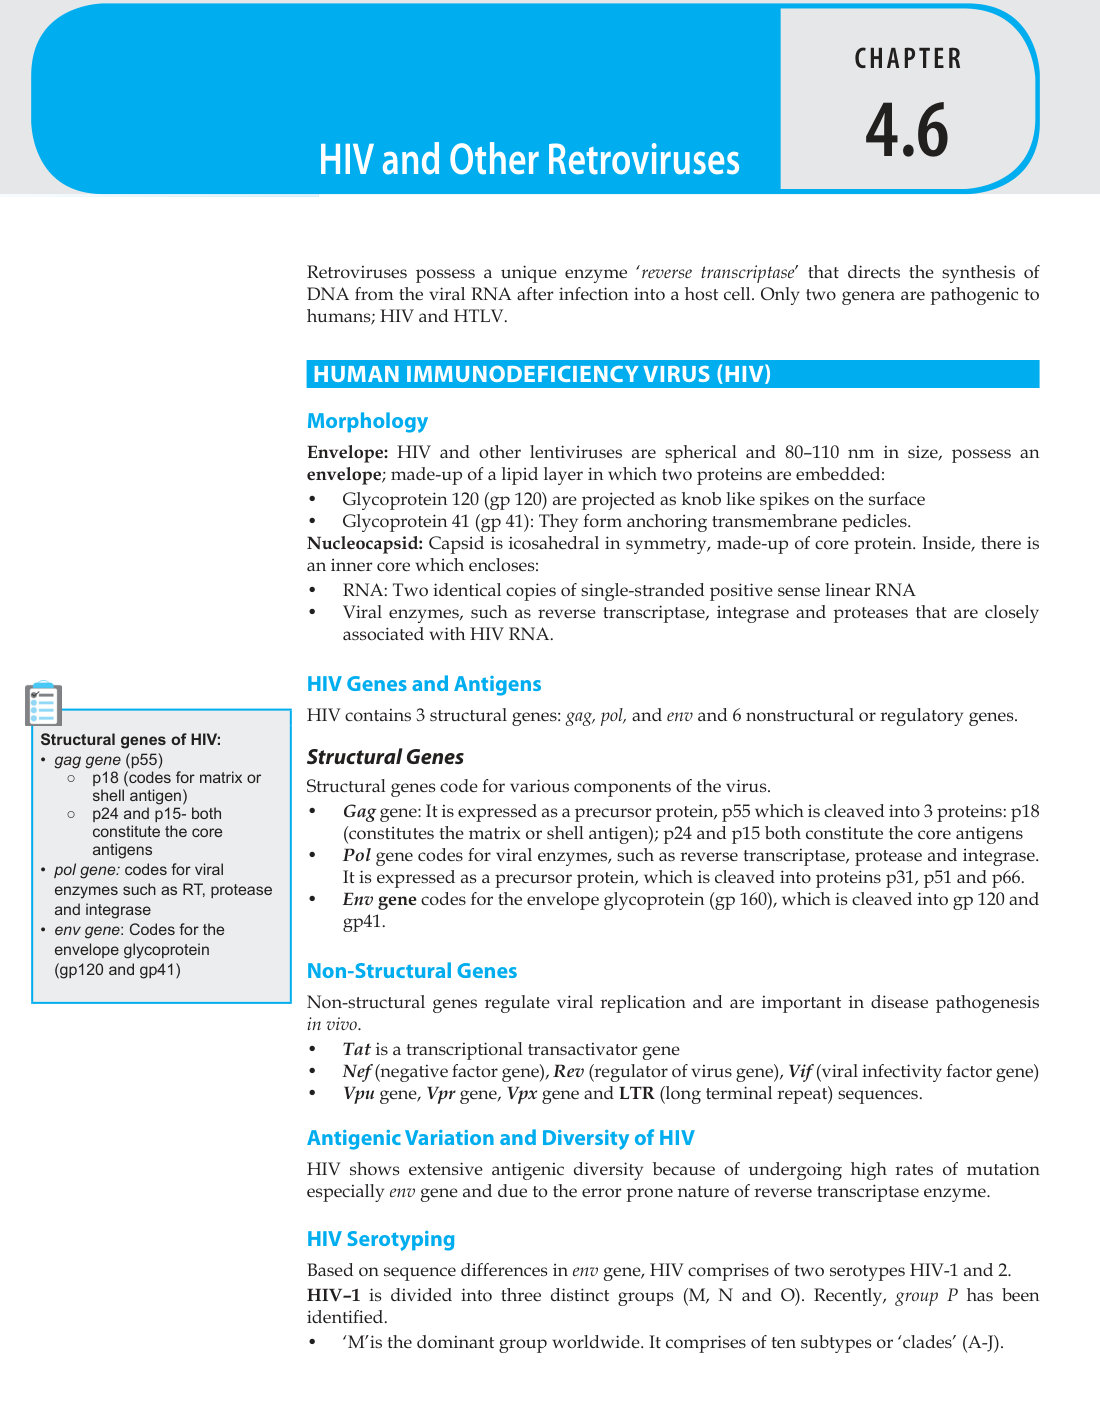 CHAPTER
4.6
HIV and Other Retroviruses
Retroviruses possess a unique enzyme ‘reverse transcriptase’ that directs the synthesis of
DNA from the viral RNA after infection into a host cell. Only two genera are pathogenic to
humans; HIV and HTLV.
HUMAN IMMUNODEFICIENCY VIRUS (HIV)
Morphology
Envelope: HIV and other lentiviruses are spherical and 80–110 nm in size, possess an
envelope; made-up of a lipid layer in which two proteins are embedded:
• Glycoprotein 120 (gp 120) are projected as knob like spikes on the surface
• Glycoprotein 41 (gp 41): They form anchoring transmembrane pedicles.
Nucleocapsid: Capsid is icosahedral in symmetry, made-up of core protein. Inside, there is
an inner core which encloses:
• RNA: Two identical copies of single-stranded positive sense linear RNA
• Viral enzymes, such as reverse transcriptase, integrase and proteases that are closely
associated with HIV RNA.
HIV Genes and Antigens
HIV contains 3 structural genes: gag, pol, and env and 6 nonstructural or regulatory genes.
Structural Genes
Structural genes code for various components of the virus.
• Gag gene: It is expressed as a precursor protein, p55 which is cleaved into 3 proteins: p18
(constitutes the matrix or shell antigen); p24 and p15 both constitute the core antigens
• Pol gene codes for viral enzymes, such as reverse transcriptase, protease and integrase.
It is expressed as a precursor protein, which is cleaved into proteins p31, p51 and p66.
• Env gene codes for the envelope glycoprotein (gp 160), which is cleaved into gp 120 and
gp41.
Structural genes of HIV:
• gag gene (p55)
○ p18 (codes for matrix or
shell antigen)
○ p24 and p15- both
constitute the core
antigens
• pol gene: codes for viral
enzymes such as RT, protease
and integrase
• env gene: Codes for the
envelope glycoprotein
(gp120 and gp41)
Non-Structural Genes
Non-structural genes regulate viral replication and are important in disease pathogenesis
in vivo.
• Tat is a transcriptional transactivator gene
• Nef (negative factor gene), Rev (regulator of virus gene), Vif (viral infectivity factor gene)
• Vpu gene, Vpr gene, Vpx gene and LTR (long terminal repeat) sequences.
Antigenic Variation and Diversity of HIV
HIV shows extensive antigenic diversity because of undergoing high rates of mutation
especially env gene and due to the error prone nature of reverse transcriptase enzyme.
HIV Serotyping
Based on sequence differences in env gene, HIV comprises of two serotypes HIV-1 and 2.
HIV–1 is divided into three distinct groups (M, N and O). Recently, group P has been
identified.
• ‘M’is the dominant group worldwide. It comprises of ten subtypes or ‘clades’ (A-J).